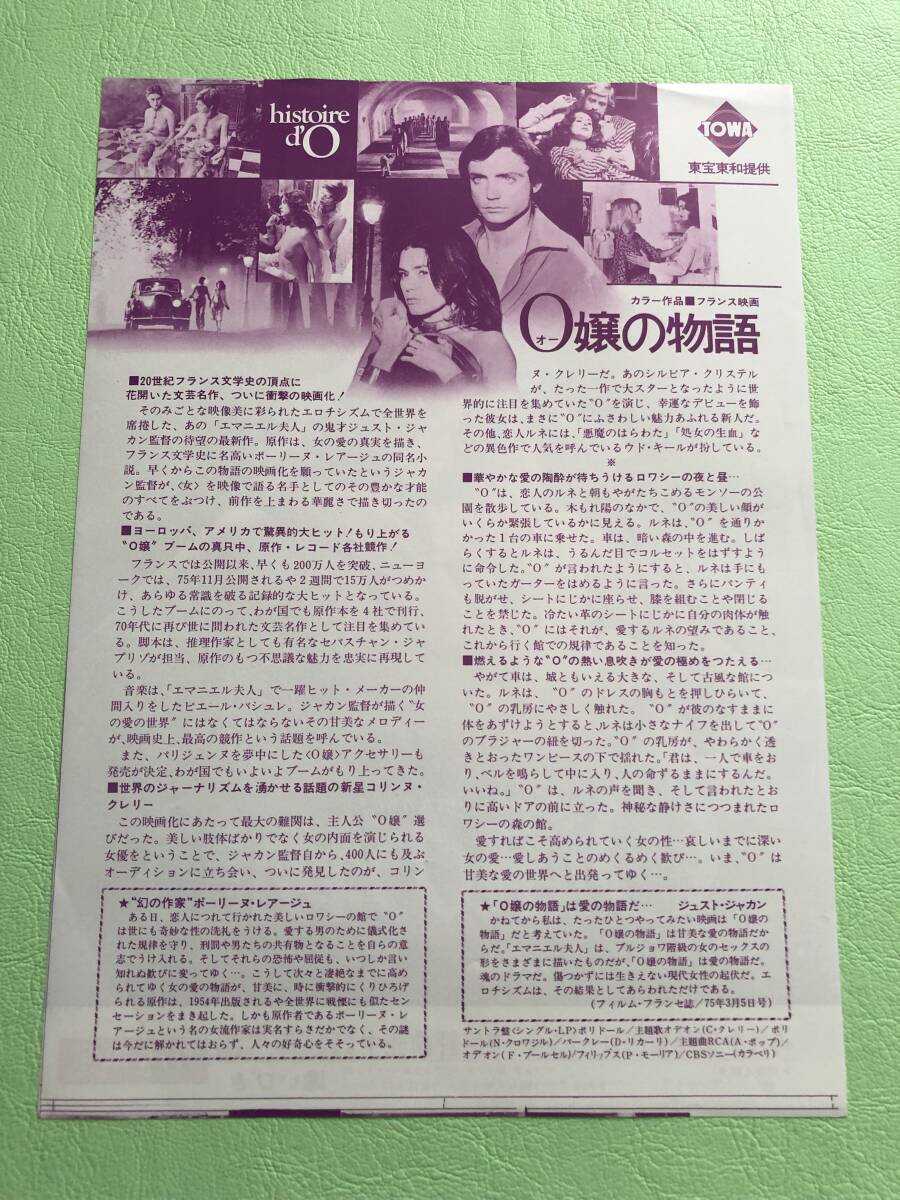 histoire
d'O
TOWA
東宝東和提供
カラー作品■フランス映画
O嬢の物語
オー
■20世紀フランス文学史の頂点に
花開いた文芸名作、ついに衝撃の映画化！
そのみごとな映像美に彩られたエロチシズムで全世界を
席捲した、あの「エマニエル夫人」の鬼才ジュスト・ジャ
カン監督の待望の最新作。原作は、女の愛の真実を描き、
フランス文学史に名高いポーリーヌ・レアージュの同名小
説。早くからこの物語の映画化を願っていたというジャカ
ン監督が、〈女〉を映像で語る名手としてのその豊かな才能
のすべてをぶつけ、前作を上まわる華麗さで描き切ったの
である。
■ヨーロッパ、アメリカで驚異的大ヒット！もり上がる
“O嬢”ブームの真只中、原作・レコード各社競作！
フランスでは公開以来、早くも200万人を突破、ニューヨ
ークでは、75年11月公開されるや2週間で15万人がつめか
け、あらゆる常識を破る記録的な大ヒットとなっている。
こうしたブームにのって、わが国でも原作本を4社で刊行、
70年代に再び世に問われた文芸名作として注目を集めてい
る。脚本は、推理作家としても有名なセバスチャン・ジャ
プリゾが担当、原作のもつ不思議な魅力を忠実に再現して
いる。
音楽は、「エマニエル夫人」で一躍ヒット・メーカーの仲
間入りをしたピエール・バシュレ。ジャカン監督が描く“女
の愛の世界”にはなくてはならないその甘美なメロディー
が、映画史上、最高の競作という話題を呼んでいる。
また、パリジェンヌを夢中にした〈O嬢〉アクセサリーも
発売が決定、わが国でもいよいよブームがもり上ってきた。
■世界のジャーナリズムを湧かせる話題の新星コリンヌ・
クレリー
この映画化にあたって最大の難関は、主人公“O嬢”選
びだった。美しい肢体ばかりでなく女の内面を演じられる
女優をということで、ジャカン監督自から、400人にも及ぶ
オーディションに立ち会い、ついに発見したのが、コリン
ヌ・クレリーだ。あのシルビア・クリステル
が、たった一作で大スターとなったように世
界的に注目を集めていた“O”を演じ、幸運なデビューを飾
った彼女は、まさに“O”にふさわしい魅力あふれる新人だ。
その他、恋人ルネには、「悪魔のはらわた」「処女の生血」な
どの異色作で人気を呼んでいるウド・キールが扮している。
※
■華やかな愛の陶酔が待ちうけるロワシーの夜と昼…
“O”は、恋人のルネと朝もやがたちこめるモンソーの公
園を散歩している。木もれ陽のなかで、“O”の美しい顔が
いくらか緊張しているかに見える。ルネは、“O”を通りか
かった1台の車に乗せた。車は、暗い森の中を進む。しば
らくするとルネは、うるんだ目でコルセットをはずすよう
に命令した。“O”が言われたようにすると、ルネは手にも
っていたガーターをはめるように言った。さらにパンティ
も脱がせ、シートにじかに座らせ、膝を組むことや閉じる
ことを禁じた。冷たい革のシートにじかに自分の肉体が触
れたとき、“O”にはそれが、愛するルネの望みであること、
これから行く館での規律であることを知った。
■燃えるような“O”の熱い息吹きが愛の極めをつたえる…
やがて車は、城ともいえる大きな、そして古風な館につ
いた。ルネは、“O”のドレスの胸もとを押しひらいて、
“O”の乳房にやさしく触れた。“O”が彼のなすままに
体をあずけようとすると、ルネは小さなナイフを出して“O”
のブラジャーの紐を切った。“O”の乳房が、やわらかく透
きとおったワンピースの下で揺れた。「君は、一人で車をお
り、ベルを鳴らして中に入り、人の命ずるままにするんだ。
いいね。」“O”は、ルネの声を聞き、そして言われたとお
りに高いドアの前に立った。神秘な静けさにつつまれたロ
ワシーの森の館。
愛すればこそ高められていく女の性…哀しいまでに深い
女の愛…愛しあうことのめくるめく歓び…。いま、“O”は
甘美な愛の世界へと出発ってゆく…。
★“幻の作家”ポーリーヌ・レアージュ
ある日、恋人につれて行かれた美しいロワシーの館で“O”
は世にも奇妙な性の洗礼をうける。愛する男のために儀式化さ
れた規律を守り、刑罰や男たちの共有物となることを自らの意
志でうけ入れる。そしてそれらの恐怖や屈従も、いつしか言い
知れぬ歓びに変ってゆく…。こうして次々と凄絶なまでに高め
られてゆく女の愛の物語が、甘美に、時に衝撃的にくりひろげ
られる原作は、1954年出版されるや全世界に戦慄にも似たセン
セーションをまき起した。しかも原作者であるポーリーヌ・レ
アージュという名の女流作家は実名すらさだかでなく、その謎
は今だに解かれてはおらず、人々の好奇心をそそっている。
★「O嬢の物語」は愛の物語だ… ジュスト・ジャカン
かねてから私は、たったひとつやってみたい映画は「O嬢の
物語」だと考えていた。「O嬢の物語」は甘美な愛の物語だか
らだ。「エマニエル夫人」は、ブルジョワ階級の女のセックスの
形をさまざまに描いたものだが、「O嬢の物語」は愛の物語だ。
魂のドラマだ。傷つかずには生きえない現代女性の起伏だ。エ
ロチシズムは、その結果としてあらわれただけである。
（フィルム・フランセ誌／75年3月5日号）
サントラ盤〈シングル・LP〉ポリドール／主題歌オデオン(C・クレリー)／ポリ
ドール(N・クロワジル)／バークレー(D・リカーリ)／主題曲RCA(A・ポップ)／
オデオン(F・プールセル)／フィリップス(P・モーリア)／CBSソニー(カラベリ)